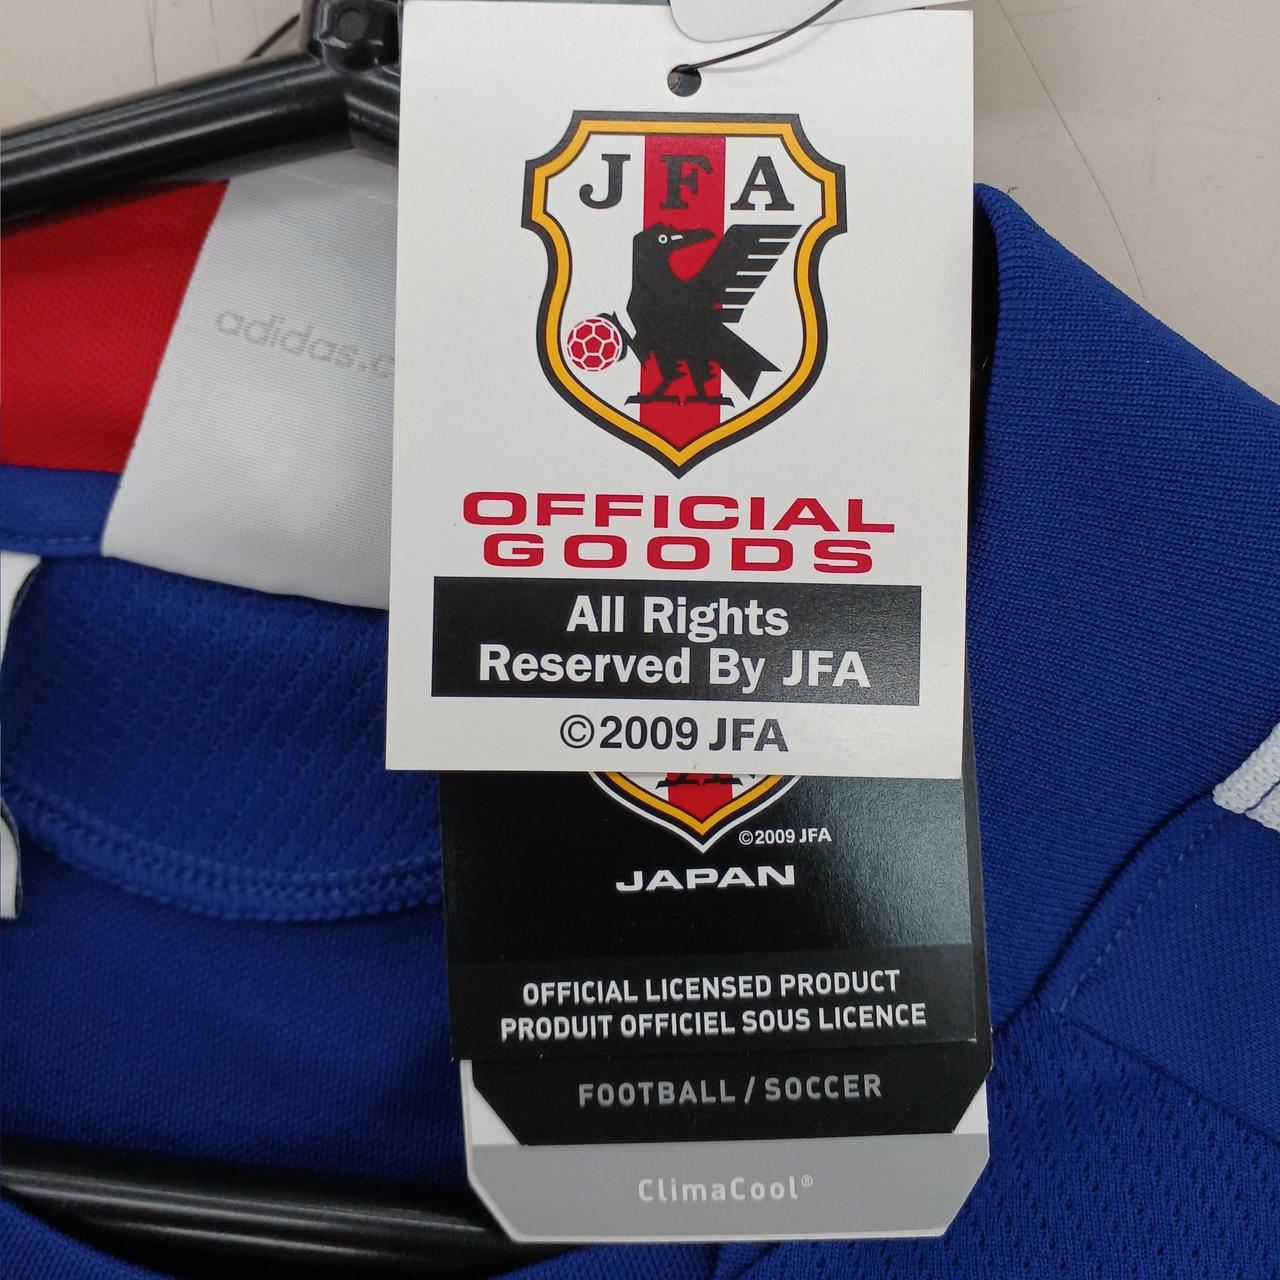 JFA
OFFICIAL
GOODS
All Rights
Reserved By JFA
©2009 JFA
adidas.c
©2009 JFA
JAPAN
OFFICIAL LICENSED PRODUCT
PRODUIT OFFICIEL SOUS LICENCE
FOOTBALL / SOCCER
ClimaCool®